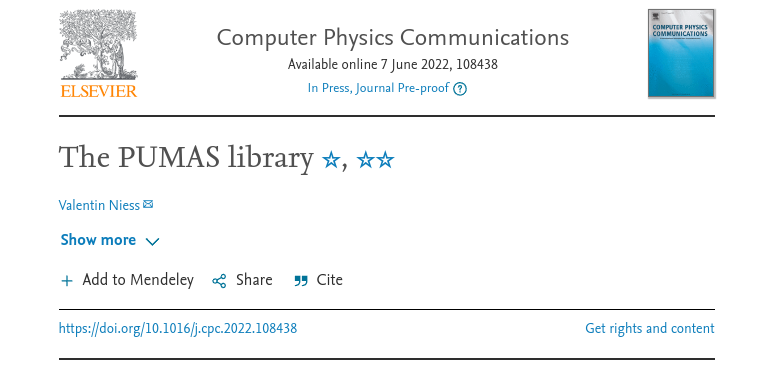 ELSEVIER
Computer Physics Communications
Available online 7 June 2022, 108438
In Press, Journal Pre-proof ?
COMPUTER PHYSICS
COMMUNICATIONS
The PUMAS library ☆, ☆☆
Valentin Niess
Show more
Add to Mendeley Share Cite
https://doi.org/10.1016/j.cpc.2022.108438
Get rights and content